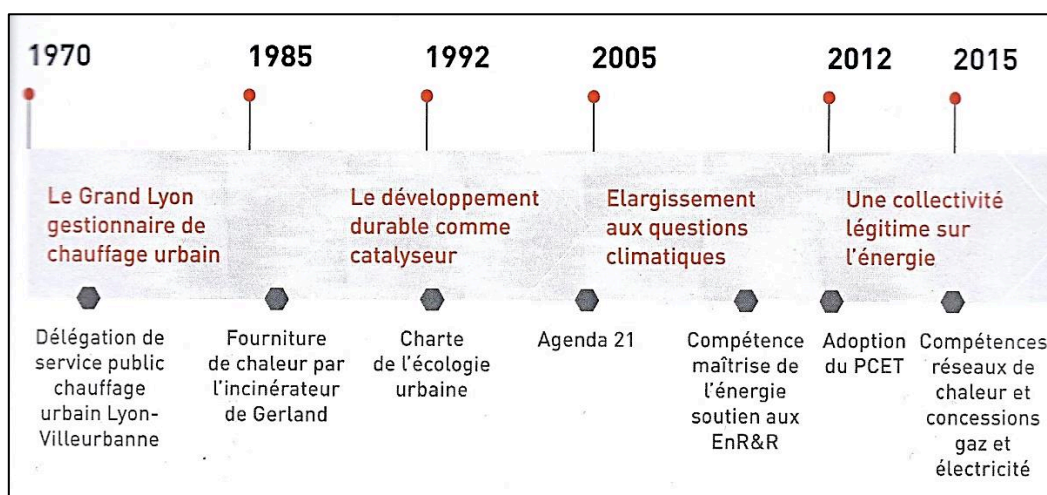 1970
1985
1992
2005
2012
2015
Le Grand Lyon
gestionnaire de
chauffage urbain
Le développement
durable comme
catalyseur
Elargissement
aux questions
climatiques
Une collectivité
légitime sur
l'énergie
Délégation de
service public
chauffage
urbain Lyon-
Villeurbanne
Fourniture
de chaleur par
l'incinérateur
de Gerland
Charte
de l'écologie
urbaine
Agenda 21
Compétence
maîtrise de
l'énergie
soutien aux
EnR&R
Adoption
du PCET
Compétences
réseaux de
chaleur et
concessions
gaz et
électricité